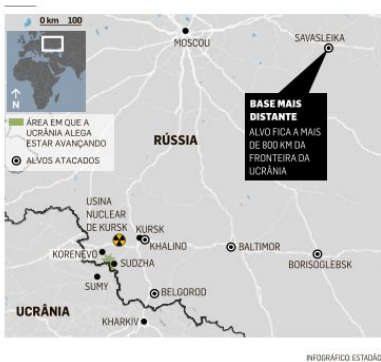 0 km 100
N
ÁREA EM QUE A
UCRÂNIA ALEGA
ESTAR AVANÇANDO
ALVOS ATACADOS
MOSCOU
SAVASLEIKA
BASE MAIS
DISTANTE
ALVO FICA A MAIS
DE 800 KM DA
FRONTEIRA DA
UCRÂNIA
RÚSSIA
USINA
NUCLEAR
DE KURSK
KURSK
KHALINO
BALTIMOR
BORISOGLEBSK
KORENEVO
SUDZHA
SUMY
BELGOROD
UCRÂNIA
KHARKIV
INFOGRÁFICO ESTADÃO